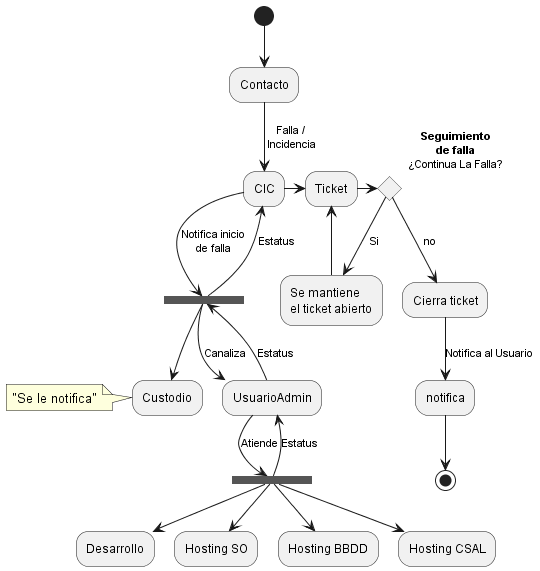 Contacto
Falla /
Incidencia
Seguimiento
de falla
¿Continua La Falla?
CIC
Ticket
Notifica inicio
de falla
Estatus
Si
no
Se mantiene
el ticket abierto
Cierra ticket
Canaliza
Estatus
Notifica al Usuario
"Se le notifica"
Custodio
UsuarioAdmin
notifica
Atiende
Estatus
Desarrollo
Hosting SO
Hosting BBDD
Hosting CSAL